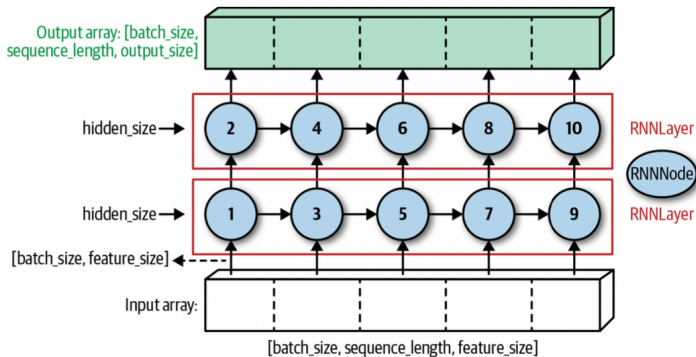 Output array: [batch_size,
sequence_length, output_size]
hidden_size
2
4
6
8
10
RNNLayer
RNNNode
hidden_size
1
3
5
7
9
RNNLayer
[batch_size, feature_size]
Input array:
[batch_size, sequence_length, feature_size]